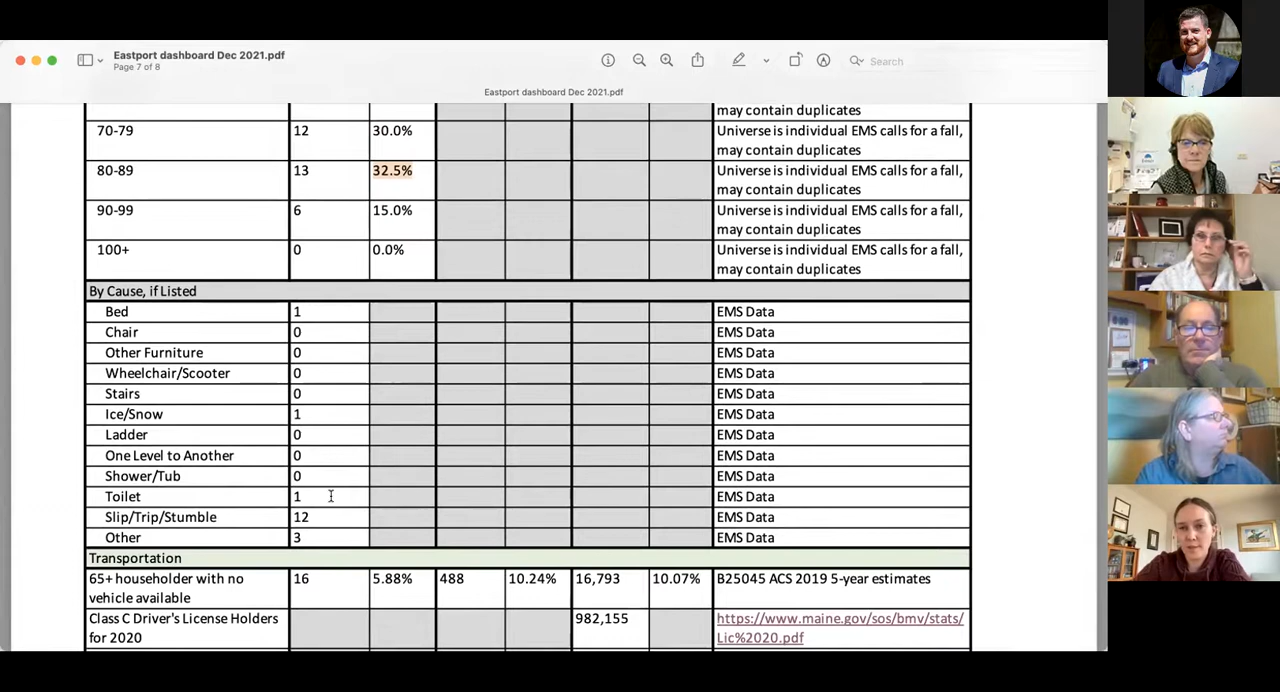 Eastport dashboard Dec 2021.pdf
Page 7 of 8
Search
Eastport dashboard Dec 2021.pdf
may contain duplicates
70-79 12 30.0% Universe is individual EMS calls for a fall,
may contain duplicates
80-89 13 32.5% Universe is individual EMS calls for a fall,
may contain duplicates
90-99 6 15.0% Universe is individual EMS calls for a fall,
may contain duplicates
100+ 0 0.0% Universe is individual EMS calls for a fall,
may contain duplicates
By Cause, if Listed
Bed 1 EMS Data
Chair 0 EMS Data
Other Furniture 0 EMS Data
Wheelchair/Scooter 0 EMS Data
Stairs 0 EMS Data
Ice/Snow 1 EMS Data
Ladder 0 EMS Data
One Level to Another 0 EMS Data
Shower/Tub 0 EMS Data
Toilet 1 EMS Data
Slip/Trip/Stumble 12 EMS Data
Other 3 EMS Data
Transportation
65+ householder with no 16 5.88% 488 10.24% 16,793 10.07% B25045 ACS 2019 5-year estimates
vehicle available
Class C Driver's License Holders 982,155 https://www.maine.gov/sos/bmv/stats/
for 2020 Lic%2020.pdf